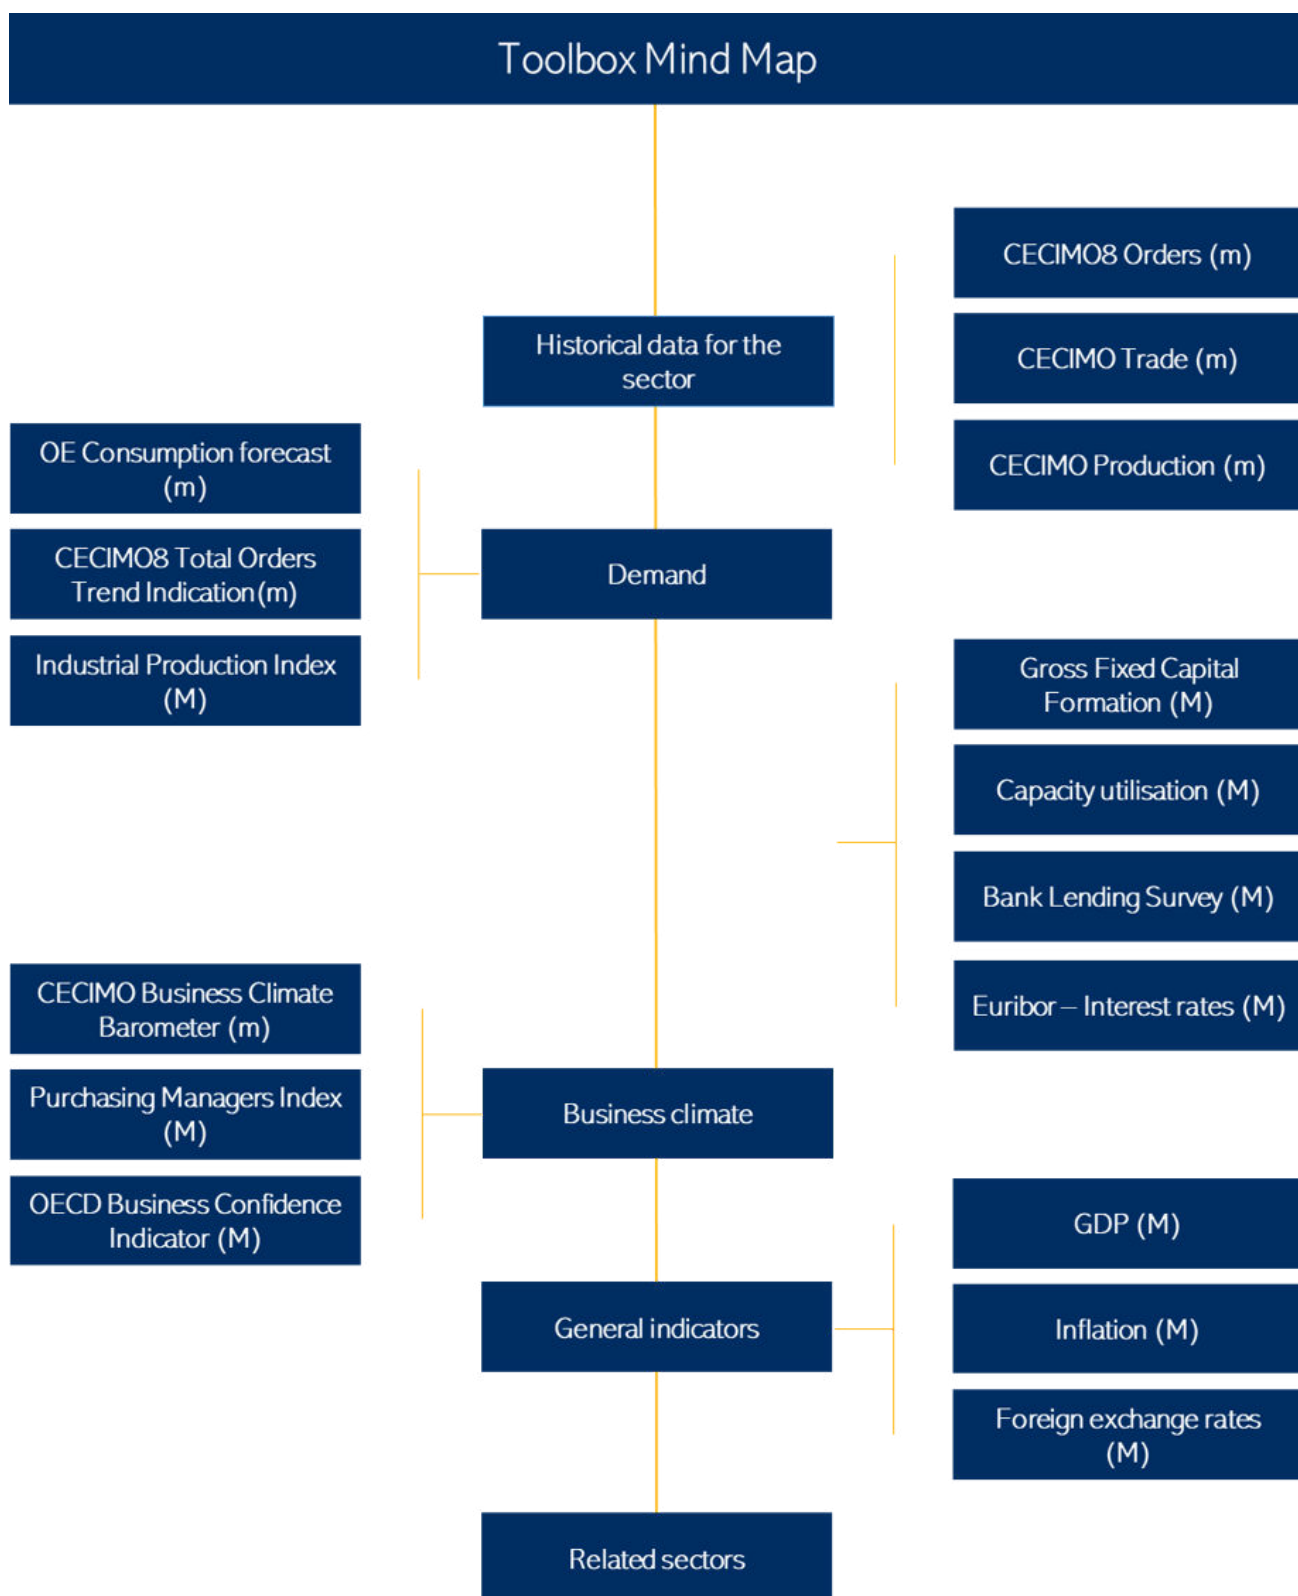 Toolbox Mind Map
CECIMO8 Orders (m)
Historical data for the
sector
CECIMO Trade (m)
CECIMO Production (m)
OE Consumption forecast
(m)
CECIMO8 Total Orders
Trend Indication (m)
Industrial Production Index
(M)
Demand
Gross Fixed Capital
Formation (M)
Capacity utilisation (M)
Bank Lending Survey (M)
Euribor – Interest rates (M)
CECIMO Business Climate
Barometer (m)
Purchasing Managers Index
(M)
OECD Business Confidence
Indicator (M)
Business climate
General indicators
GDP (M)
Inflation (M)
Foreign exchange rates
(M)
Related sectors